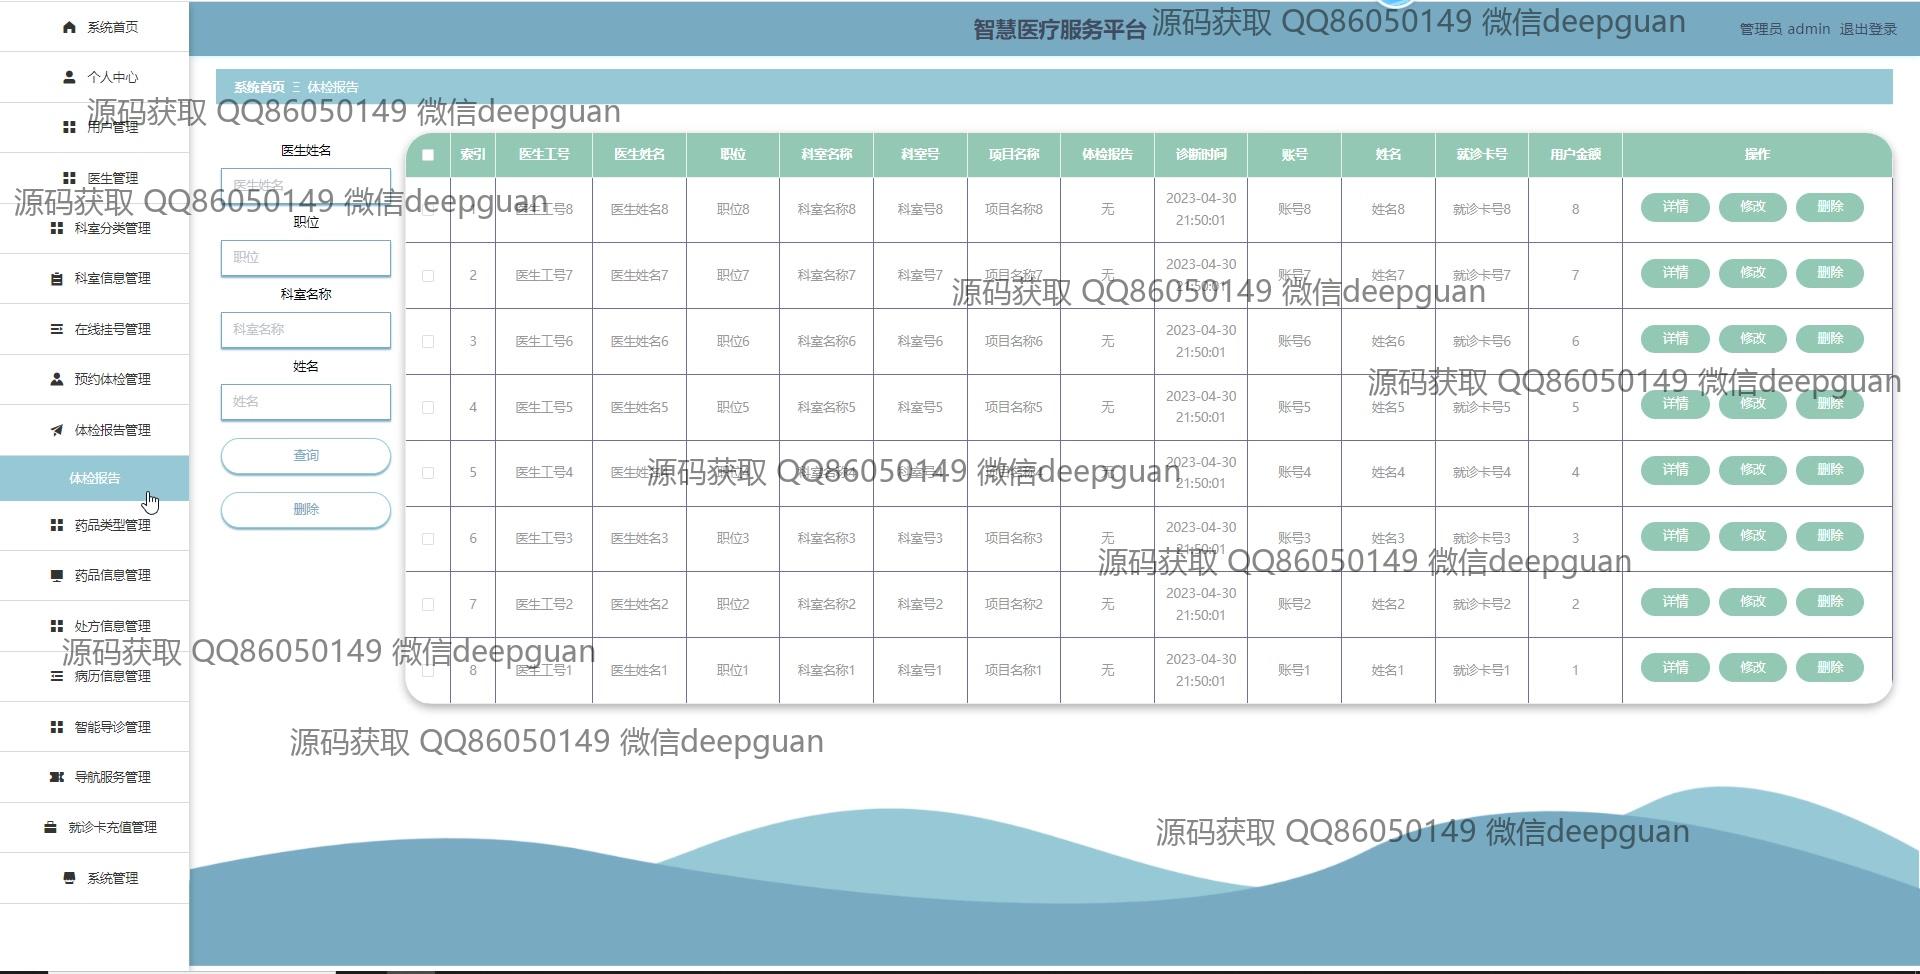 智慧医疗服务平台
源码获取 QQ86050149 微信deepguan
管理员 admin 退出登录
系统首页
个人中心
用户管理
医生管理
科室分类管理
科室信息管理
在线挂号管理
预约体检管理
体检报告管理
体检报告
药品类型管理
药品信息管理
处方信息管理
病历信息管理
智能导诊管理
导航服务管理
就诊卡充值管理
系统管理
系统首页 Ξ 体检报告
源码获取 QQ86050149 微信deepguan
医生姓名
医生姓名
源码获取 QQ86050149 微信deepguan
职位
职位
科室名称
科室名称
姓名
姓名
查询
删除
索引 医生工号 医生姓名 职位 科室名称 科室号 项目名称 体检报告 诊断时间 账号 姓名 就诊卡号 用户金额 操作
1 医生工号8 医生姓名8 职位8 科室名称8 科室号8 项目名称8 无 2023-04-30 21:50:01 账号8 姓名8 就诊卡号8 8 详情 修改 删除
2 医生工号7 医生姓名7 职位7 科室名称7 科室号7 项目名称7 无 2023-04-30 21:50:01 账号7 姓名7 就诊卡号7 7 详情 修改 删除
源码获取 QQ86050149 微信deepguan
3 医生工号6 医生姓名6 职位6 科室名称6 科室号6 项目名称6 无 2023-04-30 21:50:01 账号6 姓名6 就诊卡号6 6 详情 修改 删除
源码获取 QQ86050149 微信deepguan
4 医生工号5 医生姓名5 职位5 科室名称5 科室号5 项目名称5 无 2023-04-30 21:50:01 账号5 姓名5 就诊卡号5 5 详情 修改 删除
5 医生工号4 医生姓名4 职位4 科室名称4 科室号4 项目名称4 无 2023-04-30 21:50:01 账号4 姓名4 就诊卡号4 4 详情 修改 删除
源码获取 QQ86050149 微信deepguan
6 医生工号3 医生姓名3 职位3 科室名称3 科室号3 项目名称3 无 2023-04-30 21:50:01 账号3 姓名3 就诊卡号3 3 详情 修改 删除
源码获取 QQ86050149 微信deepguan
7 医生工号2 医生姓名2 职位2 科室名称2 科室号2 项目名称2 无 2023-04-30 21:50:01 账号2 姓名2 就诊卡号2 2 详情 修改 删除
源码获取 QQ86050149 微信deepguan
8 医生工号1 医生姓名1 职位1 科室名称1 科室号1 项目名称1 无 2023-04-30 21:50:01 账号1 姓名1 就诊卡号1 1 详情 修改 删除
源码获取 QQ86050149 微信deepguan
源码获取 QQ86050149 微信deepguan